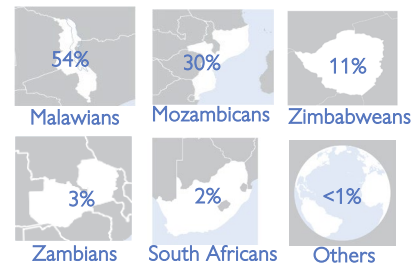 54%
30%
11%
Malawians
Mozambicans
Zimbabweans
3%
2%
<1%
Zambians
South Africans
Others